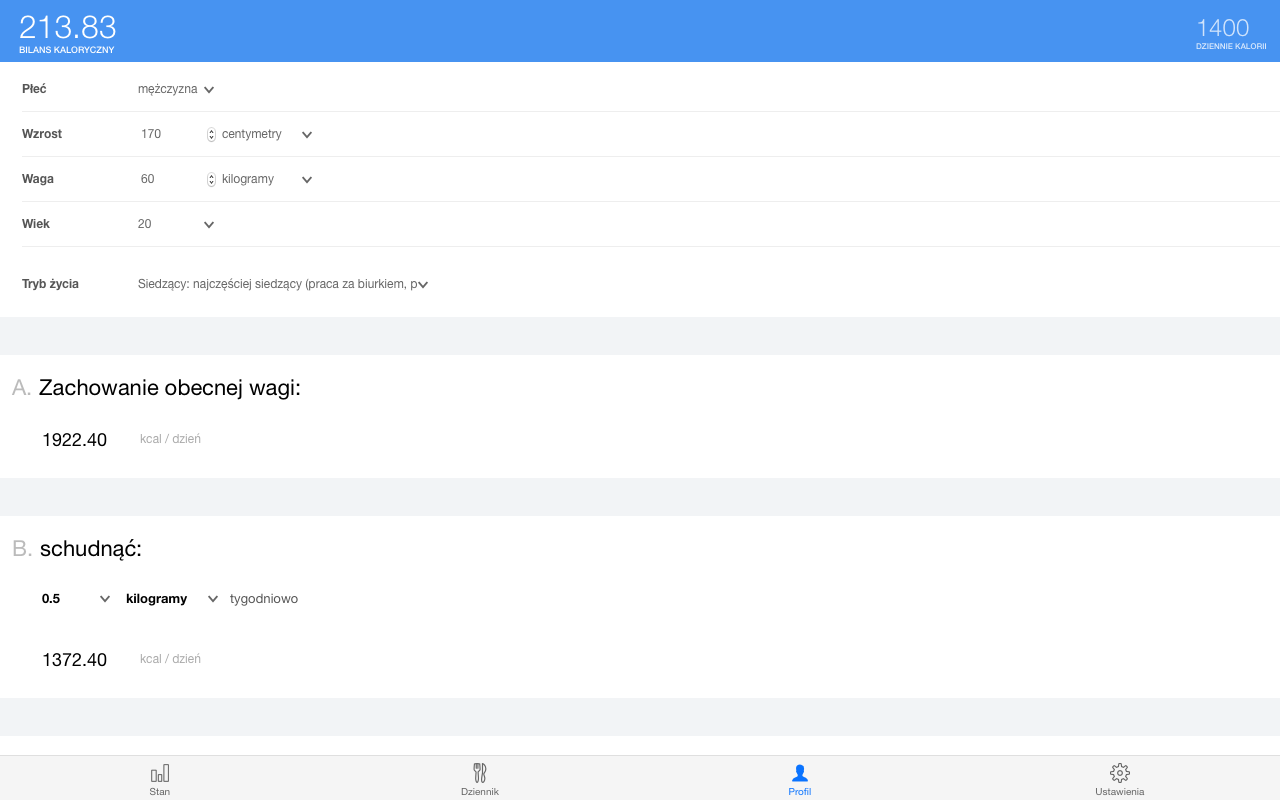 213.83
BILANS KALORYCZNY
1400
DZIENNIE KALORII
Płeć mężczyzna
Wzrost 170 centymetry
Waga 60 kilogramy
Wiek 20
Tryb życia Siedzący: najczęściej siedzący (praca za biurkiem, p
A. Zachowanie obecnej wagi:
1922.40 kcal / dzień
B. schudnąć:
0.5 kilogramy tygodniowo
1372.40 kcal / dzień
Stan Dziennik Profil Ustawienia